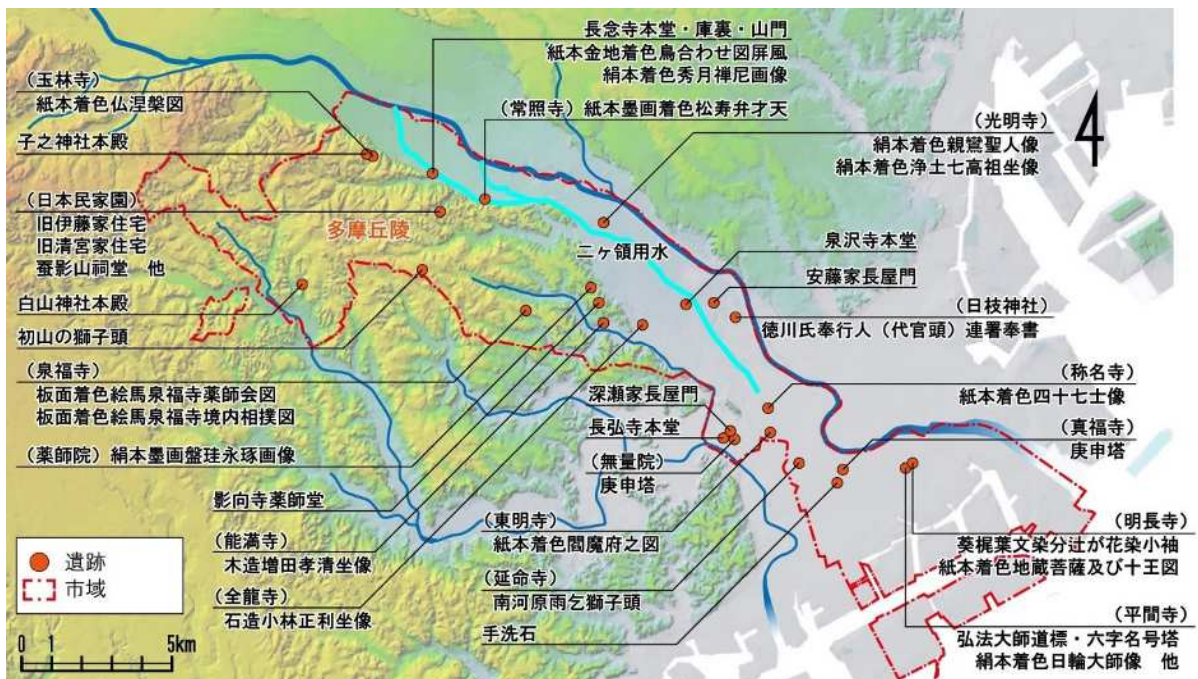 長念寺本堂・庫裏・山門
紙本金地着色鳥合わせ図屏風
絹本着色秀月禅尼画像
（玉林寺）
紙本着色仏涅槃図
（常照寺）紙本墨画着色松寿弁才天
（光明寺）
絹本着色親鸞聖人像
絹本着色浄土七高祖坐像
4
子之神社本殿
（日本民家園）
旧伊藤家住宅
旧清宮家住宅
蚕影山祠堂 他
多摩丘陵
二ヶ領用水
泉沢寺本堂
安藤家長屋門
（日枝神社）
徳川氏奉行人（代官頭）連署奉書
白山神社本殿
初山の獅子頭
（泉福寺）
板面着色絵馬泉福寺薬師会図
板面着色絵馬泉福寺境内相撲図
深瀬家長屋門
（称名寺）
紙本着色四十七士像
長弘寺本堂
（真福寺）
庚申塔
（薬師院）絹本墨画盤珪永琢画像
（無量院）
庚申塔
影向寺薬師堂
（東明寺）
紙本着色閻魔府之図
（明長寺）
葵梶葉文染分辻が花染小袖
紙本着色地蔵菩薩及び十王図
（能満寺）
木造増田孝清坐像
（延命寺）
南河原雨乞獅子頭
（全龍寺）
石造小林正利坐像
手洗石
（平間寺）
弘法大師道標・六字名号塔
絹本着色日輪大師像 他
遺跡
市域
0 1 5km